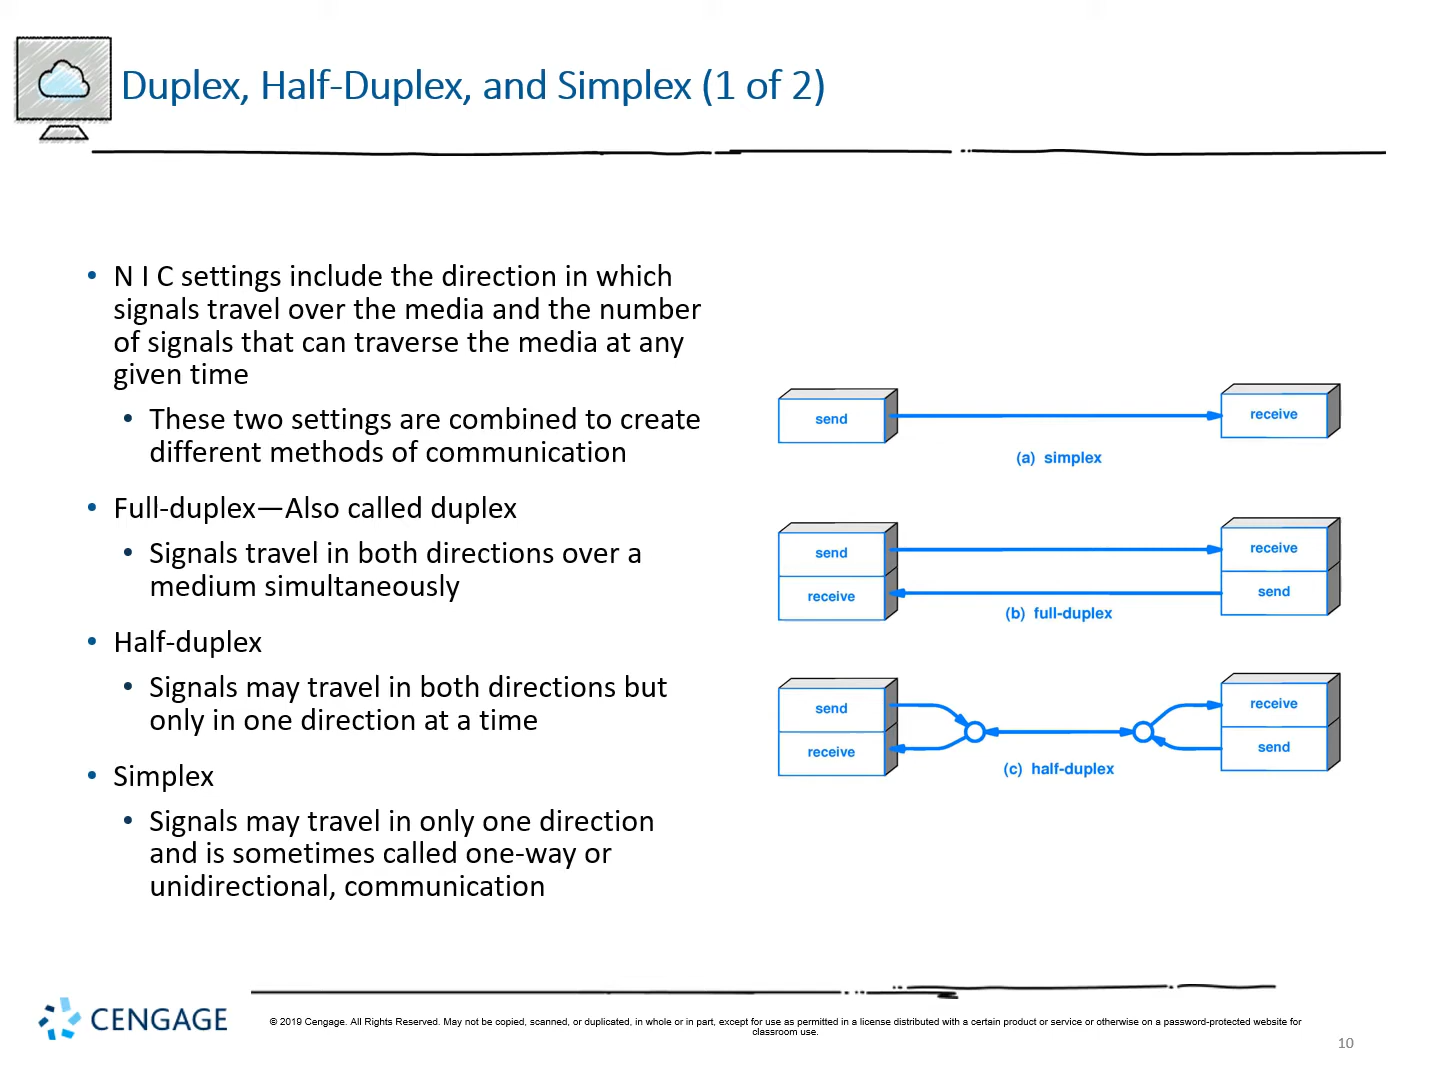 Duplex, Half-Duplex, and Simplex (1 of 2)
• N I C settings include the direction in which
signals travel over the media and the number
of signals that can traverse the media at any
given time
• These two settings are combined to create
different methods of communication
• Full-duplex—Also called duplex
• Signals travel in both directions over a
medium simultaneously
• Half-duplex
• Signals may travel in both directions but
only in one direction at a time
• Simplex
• Signals may travel in only one direction
and is sometimes called one-way or
unidirectional, communication
send
receive
(a) simplex
send
receive
receive
send
(b) full-duplex
send
receive
receive
send
(c) half-duplex
CENGAGE
© 2019 Cengage. All Rights Reserved. May not be copied, scanned, or duplicated, in whole or in part, except for use as permitted in a license distributed with a certain product or service or otherwise on a password-protected website for
classroom use.
10